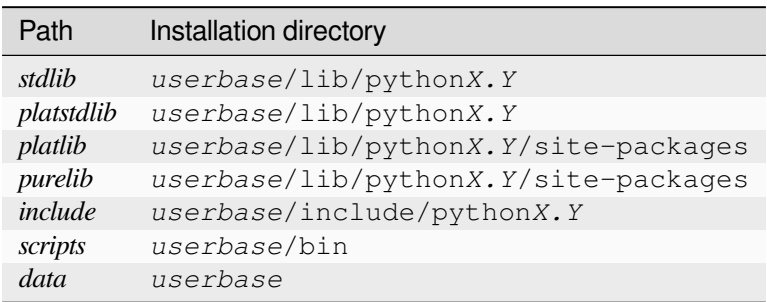 Path Installation directory
stdlib userbase/lib/pythonX.Y
platstdlib userbase/lib/pythonX.Y
platlib userbase/lib/pythonX.Y/site-packages
purelib userbase/lib/pythonX.Y/site-packages
include userbase/include/pythonX.Y
scripts userbase/bin
data userbase